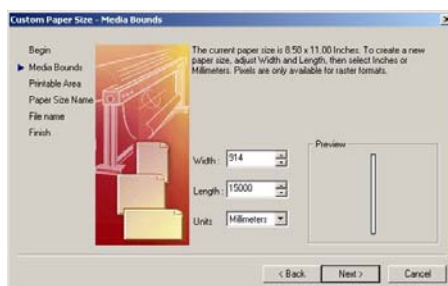 Custom Paper Size - Media Bounds
Begin
Media Bounds
Printable Area
Paper Size Name
File name
Finish
The current paper size is 8.50 x 11.00 Inches. To create a new
paper size, adjust Width and Length, then select Inches or
Millimeters. Pixels are only available for raster formats.
Width : 914
Length : 15000
Units Millimeters
Preview
< Back Next > Cancel